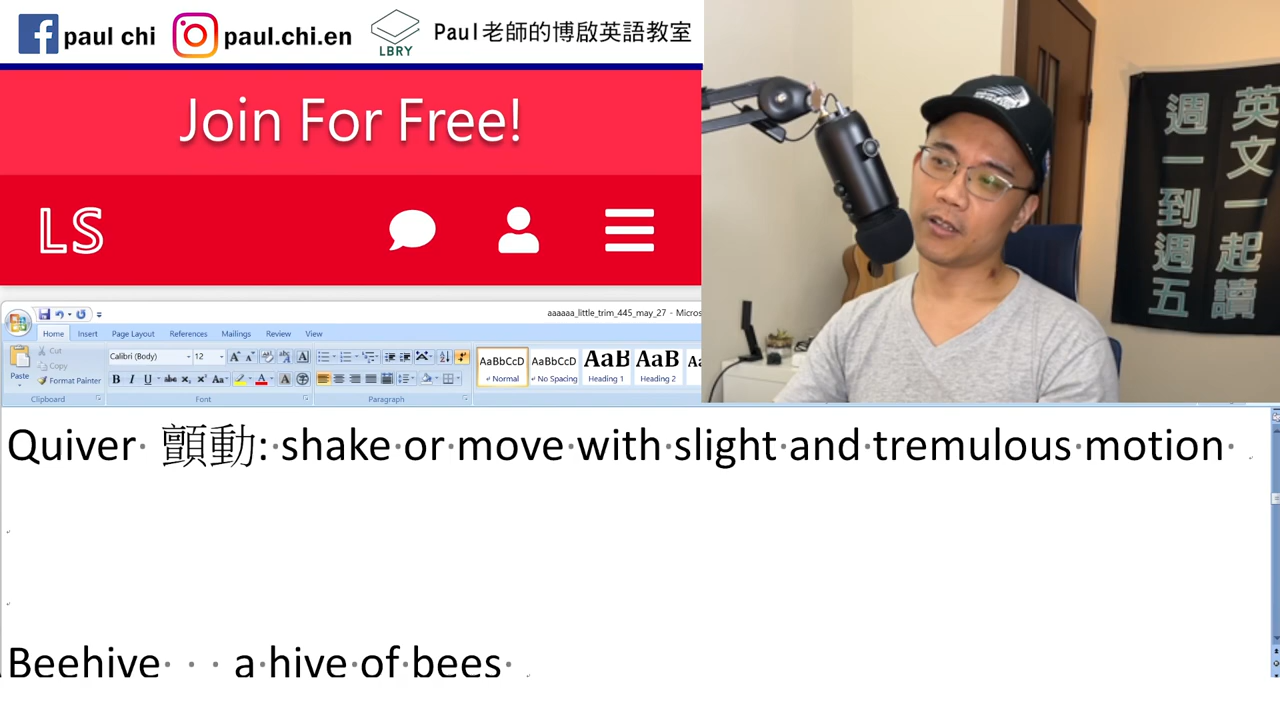 paul chi
paul.chi.en
LBRY
Paul老師的博啟英語教室
Join For Free!
LS
英文一起讀
週一到週五
aaaaaa_little_trim_445_may_27 - Micros
Home Insert Page Layout References Mailings Review View
Paste
Cut
Copy
Format Painter
Clipboard
Calibri (Body) 12
Font
Paragraph
AaBbCcD AaBbCcD AaB AaB Aa
Normal No Spacing Heading 1 Heading 2
Quiver 顫動: shake or move with slight and tremulous motion
Beehive a hive of bees